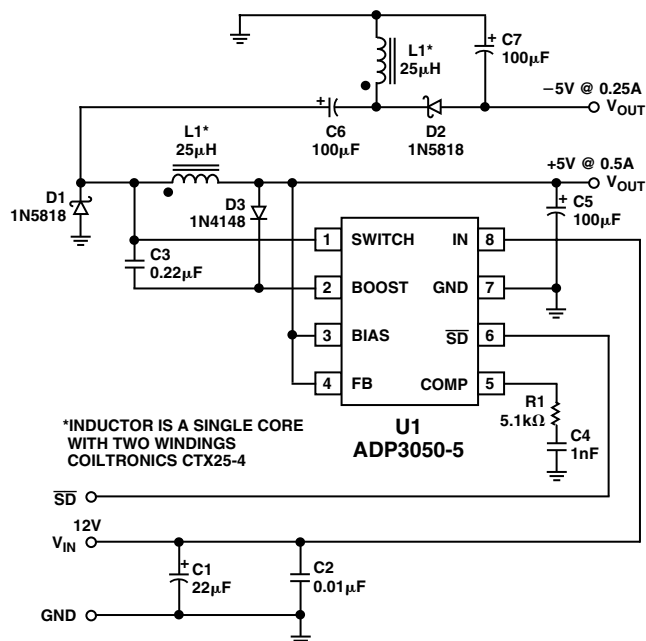 L1*
25μH
+ C7
100μF
−5V @ 0.25A
VOUT
+
C6
100μF
D2
1N5818
L1*
25μH
+5V @ 0.5A
VOUT
D1
1N5818
D3
1N4148
+
C5
100μF
C3
0.22μF
1 SWITCH IN 8
2 BOOST GND 7
3 BIAS SD 6
4 FB COMP 5
U1
ADP3050-5
R1
5.1kΩ
C4
1nF
*INDUCTOR IS A SINGLE CORE
WITH TWO WINDINGS
COILTRONICS CTX25-4
SD
12V
VIN
+ C1
22μF
C2
0.01μF
GND